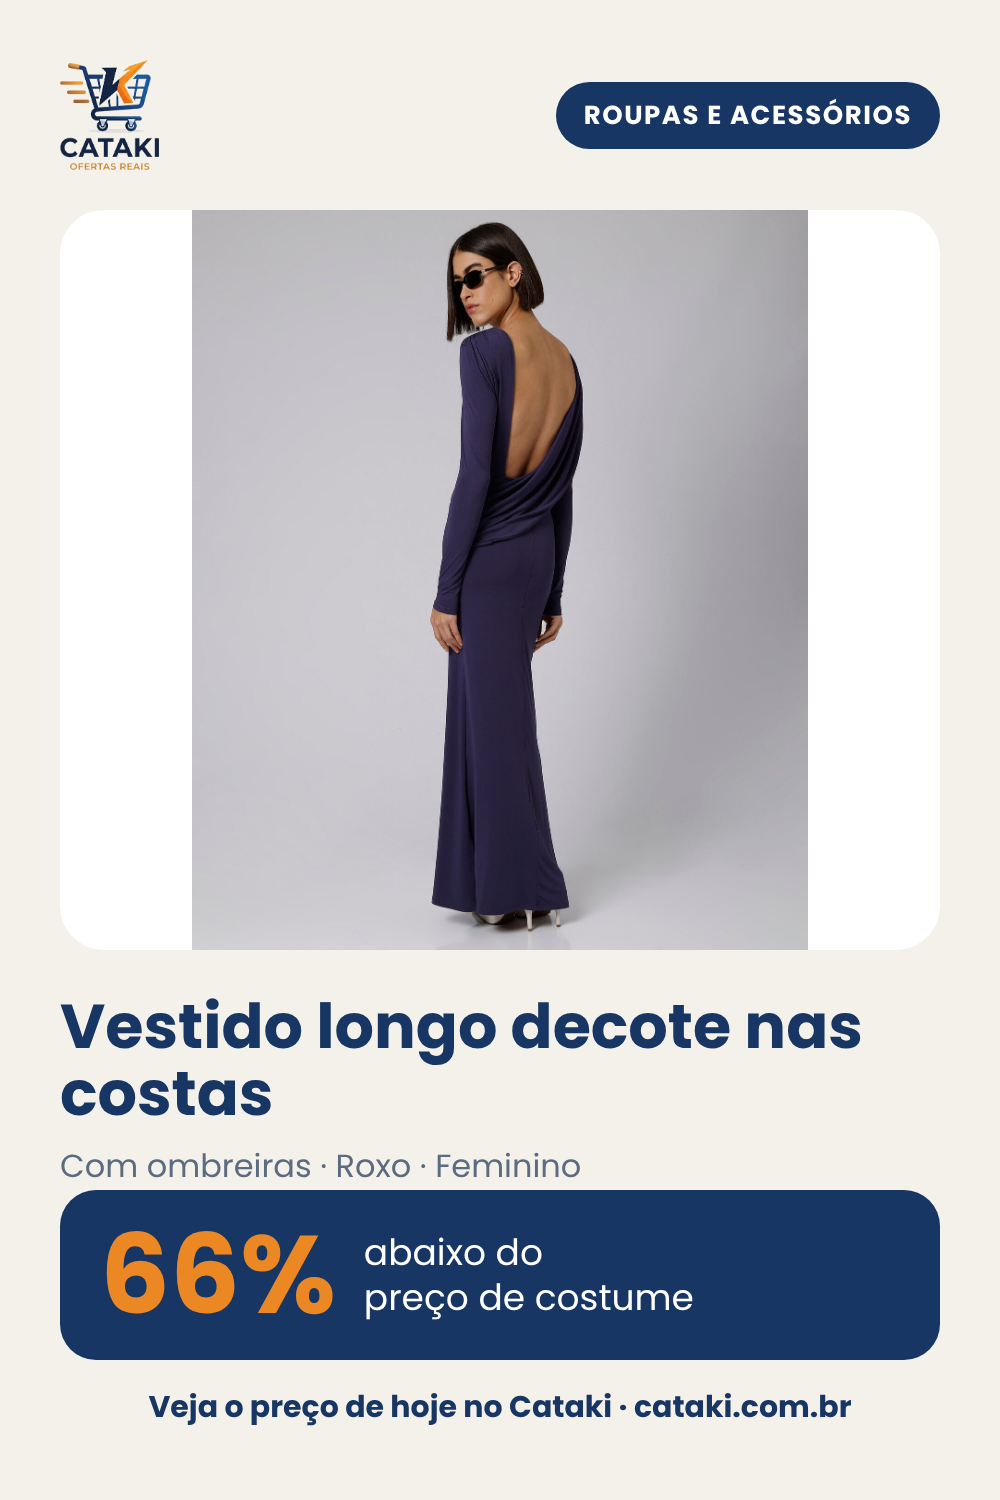 CATAKI
OFERTAS REAIS
ROUPAS E ACESSÓRIOS
Vestido longo decote nas
costas
Com ombreiras · Roxo · Feminino
66%
abaixo do
preço de costume
Veja o preço de hoje no Cataki · cataki.com.br